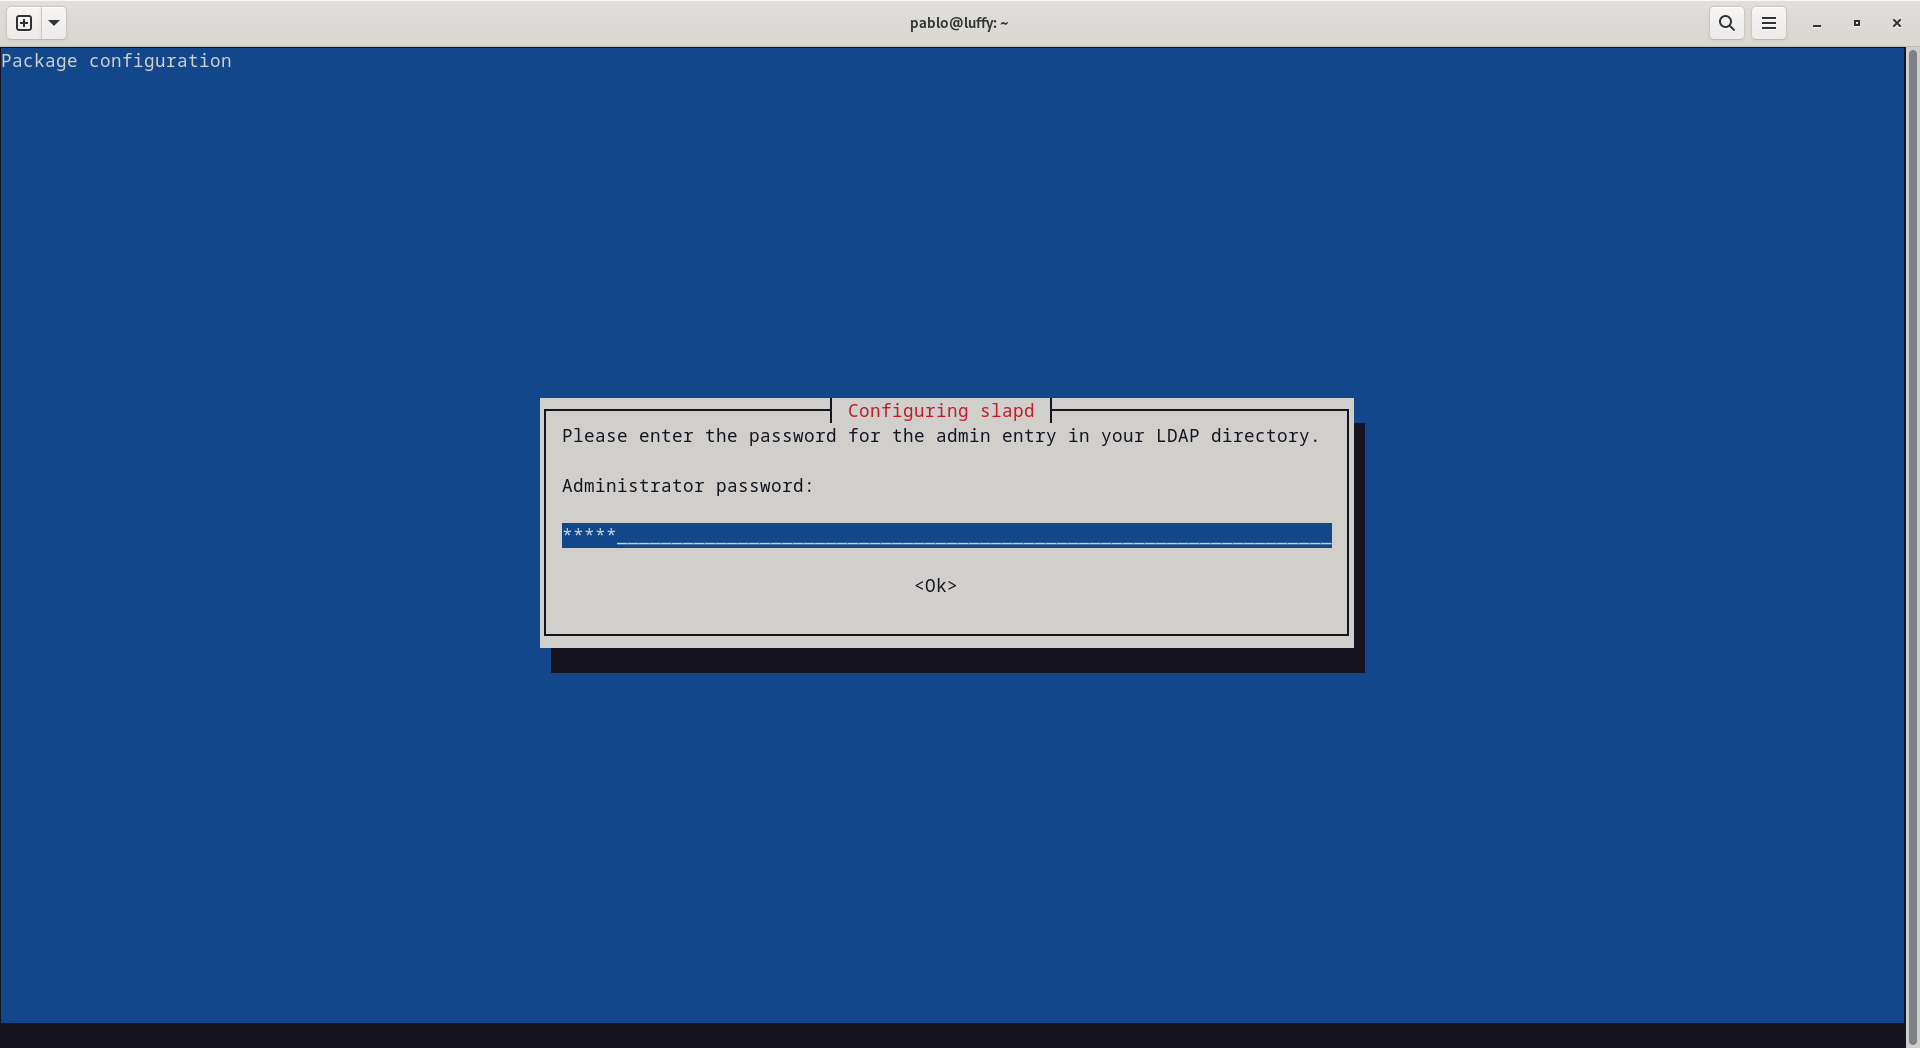 pablo@luffy: ~
Package configuration
Configuring slapd
Please enter the password for the admin entry in your LDAP directory.
Administrator password:
*****_________________________________________________________________
<Ok>